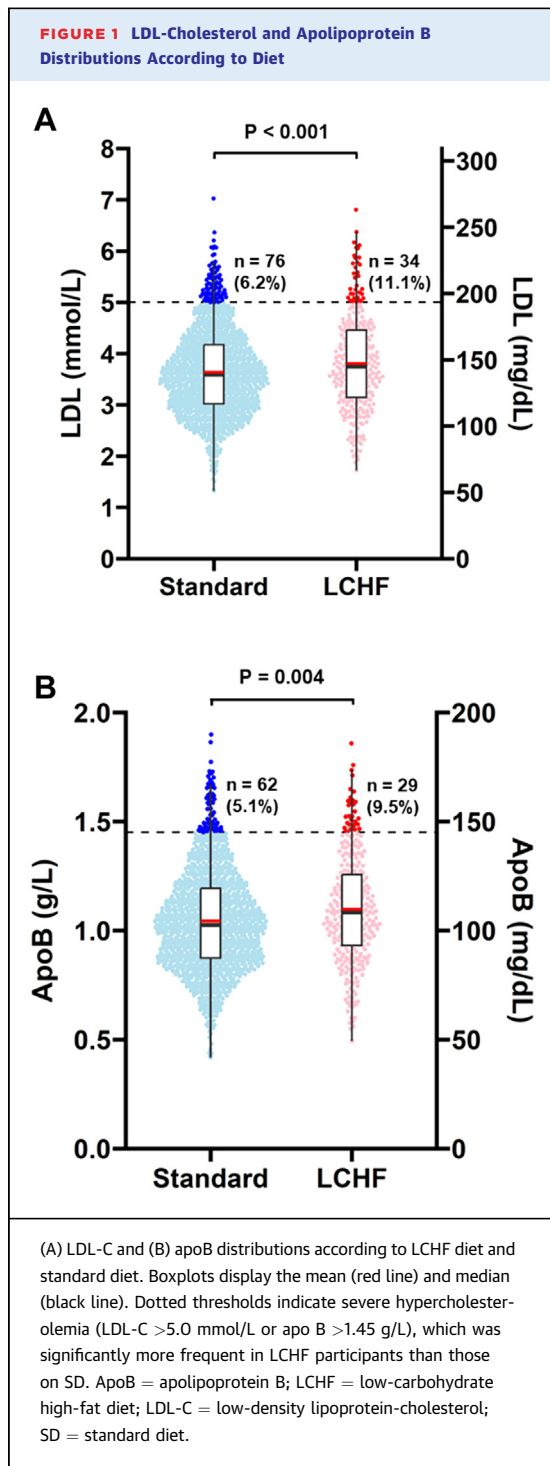 FIGURE 1 LDL-Cholesterol and Apolipoprotein B
Distributions According to Diet
A
P < 0.001
8
7
6
5
4
3
2
1
0
LDL (mmol/L)
n = 76
(6.2%)
n = 34
(11.1%)
300
250
200
150
100
50
0
LDL (mg/dL)
Standard
LCHF
B
P = 0.004
2.0
1.5
1.0
0.5
0.0
ApoB (g/L)
n = 62
(5.1%)
n = 29
(9.5%)
200
150
100
50
0
ApoB (mg/dL)
Standard
LCHF
(A) LDL-C and (B) apoB distributions according to LCHF diet and
standard diet. Boxplots display the mean (red line) and median
(black line). Dotted thresholds indicate severe hypercholester-
olemia (LDL-C >5.0 mmol/L or apo B >1.45 g/L), which was
significantly more frequent in LCHF participants than those
on SD. ApoB = apolipoprotein B; LCHF = low-carbohydrate
high-fat diet; LDL-C = low-density lipoprotein-cholesterol;
SD = standard diet.